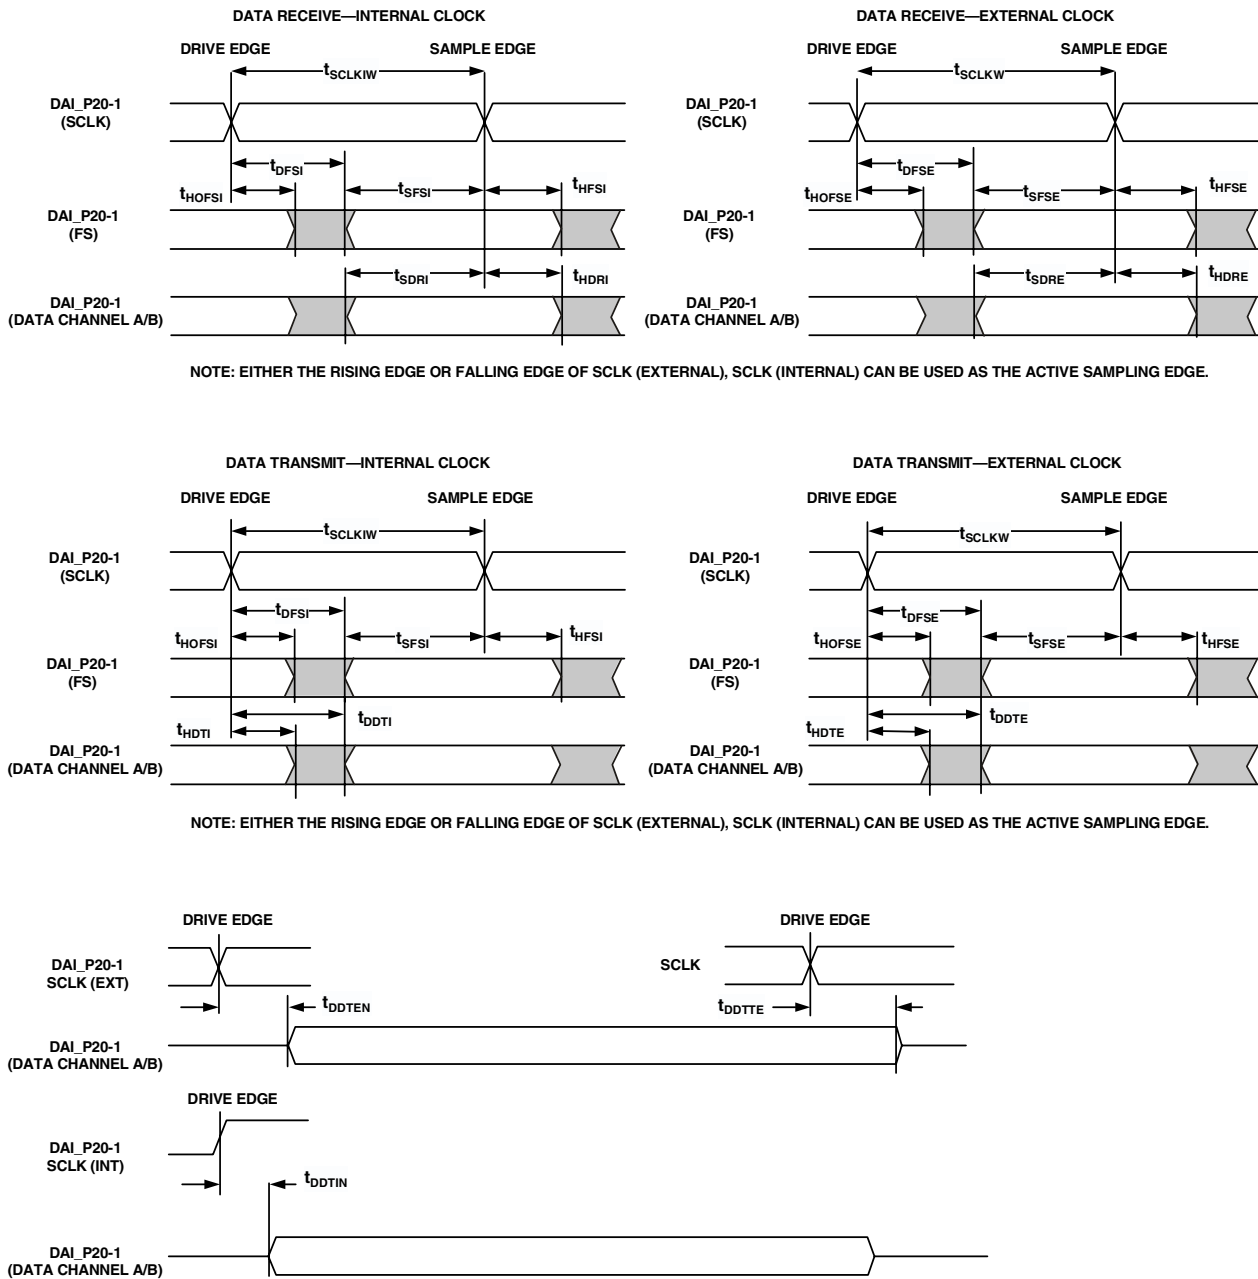 DATA RECEIVE—INTERNAL CLOCK
DATA RECEIVE—EXTERNAL CLOCK
DRIVE EDGE
SAMPLE EDGE
DRIVE EDGE
SAMPLE EDGE
tSCLKIW
tSCLKW
DAI_P20-1
(SCLK)
DAI_P20-1
(SCLK)
tDFSI
tDFSE
tHOFSI
tSFSI
tHFSI
tHOFSE
tSFSE
tHFSE
DAI_P20-1
(FS)
DAI_P20-1
(FS)
tSDRI
tHDRI
tSDRE
tHDRE
DAI_P20-1
(DATA CHANNEL A/B)
DAI_P20-1
(DATA CHANNEL A/B)
NOTE: EITHER THE RISING EDGE OR FALLING EDGE OF SCLK (EXTERNAL), SCLK (INTERNAL) CAN BE USED AS THE ACTIVE SAMPLING EDGE.
DATA TRANSMIT—INTERNAL CLOCK
DATA TRANSMIT—EXTERNAL CLOCK
DRIVE EDGE
SAMPLE EDGE
DRIVE EDGE
SAMPLE EDGE
tSCLKIW
tSCLKW
DAI_P20-1
(SCLK)
DAI_P20-1
(SCLK)
tDFSI
tDFSE
tHOFSI
tSFSI
tHFSI
tHOFSE
tSFSE
tHFSE
DAI_P20-1
(FS)
DAI_P20-1
(FS)
tDDTI
tDDTE
tHDTI
tHDTE
DAI_P20-1
(DATA CHANNEL A/B)
DAI_P20-1
(DATA CHANNEL A/B)
NOTE: EITHER THE RISING EDGE OR FALLING EDGE OF SCLK (EXTERNAL), SCLK (INTERNAL) CAN BE USED AS THE ACTIVE SAMPLING EDGE.
DRIVE EDGE
DRIVE EDGE
DAI_P20-1
SCLK (EXT)
SCLK
tDDTEN
tDDTTE
DAI_P20-1
(DATA CHANNEL A/B)
DRIVE EDGE
DAI_P20-1
SCLK (INT)
tDDTIN
DAI_P20-1
(DATA CHANNEL A/B)